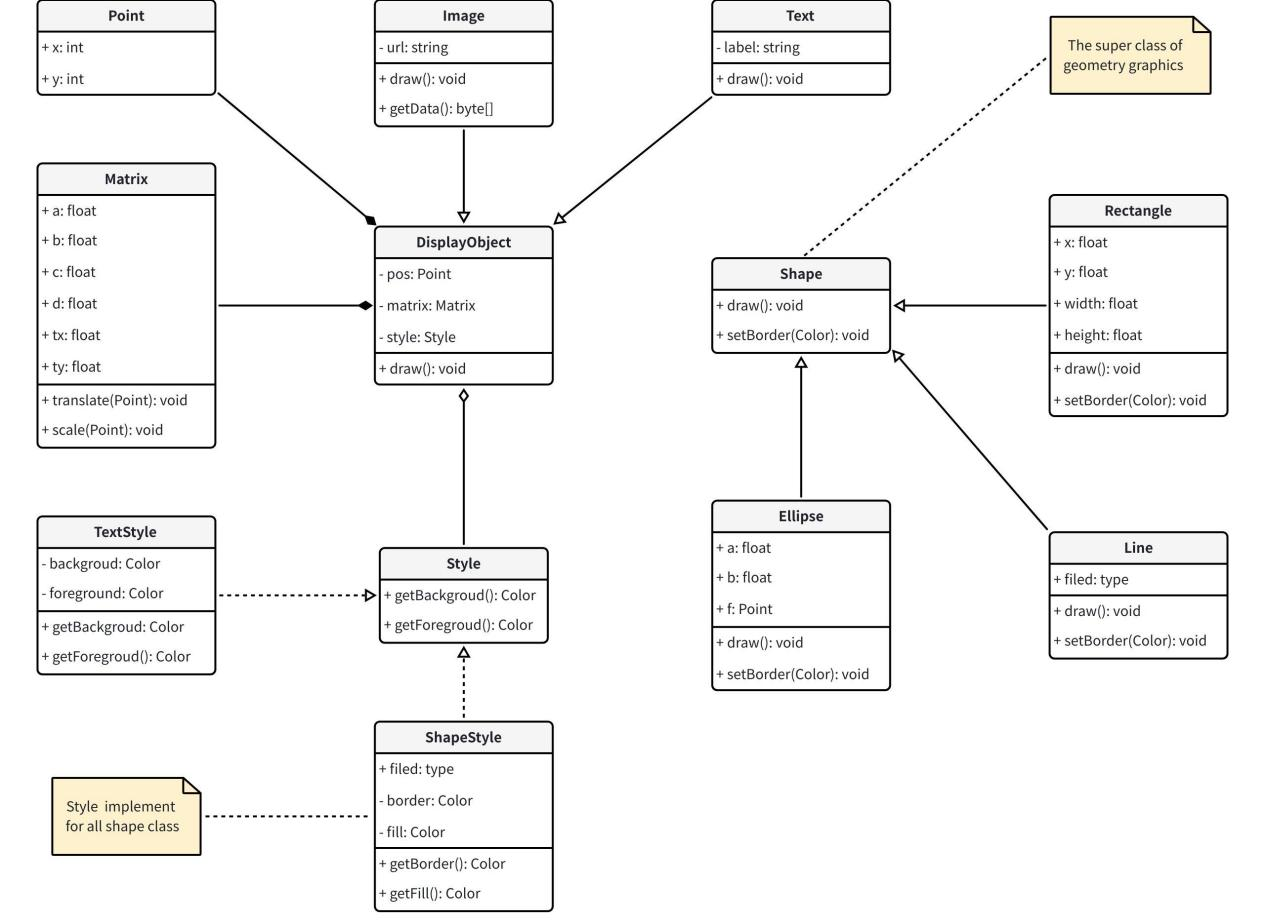 Point
+ x: int
+ y: int
Image
- url: string
+ draw(): void
+ getData(): byte[]
Text
- label: string
+ draw(): void
The super class of
geometry graphics
Matrix
+ a: float
+ b: float
+ c: float
+ d: float
+ tx: float
+ ty: float
+ translate(Point): void
+ scale(Point): void
DisplayObject
- pos: Point
- matrix: Matrix
- style: Style
+ draw(): void
Shape
+ draw(): void
+ setBorder(Color): void
Rectangle
+ x: float
+ y: float
+ width: float
+ height: float
+ draw(): void
+ setBorder(Color): void
TextStyle
- backgroud: Color
- foreground: Color
+ getBackgroud: Color
+ getForegroud(): Color
Style
+ getBackgroud(): Color
+ getForegroud(): Color
Ellipse
+ a: float
+ b: float
+ f: Point
+ draw(): void
+ setBorder(Color): void
Line
+ filed: type
+ draw(): void
+ setBorder(Color): void
Style implement
for all shape class
ShapeStyle
+ filed: type
- border: Color
- fill: Color
+ getBorder(): Color
+ getFill(): Color